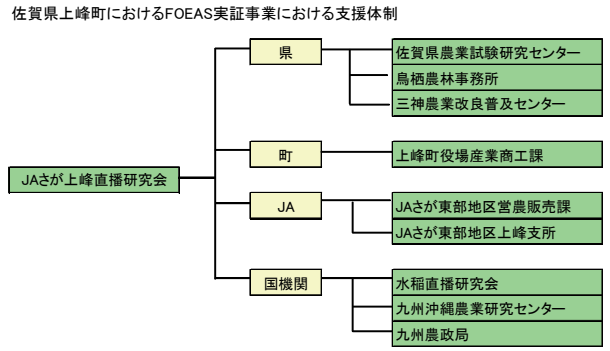 佐賀県上峰町におけるFOEAS実証事業における支援体制
JAさが上峰直播研究会
県
佐賀県農業試験研究センター
鳥栖農林事務所
三神農業改良普及センター
町
上峰町役場産業商工課
JA
JAさが東部地区営農販売課
JAさが東部地区上峰支所
国機関
水稲直播研究会
九州沖縄農業研究センター
九州農政局